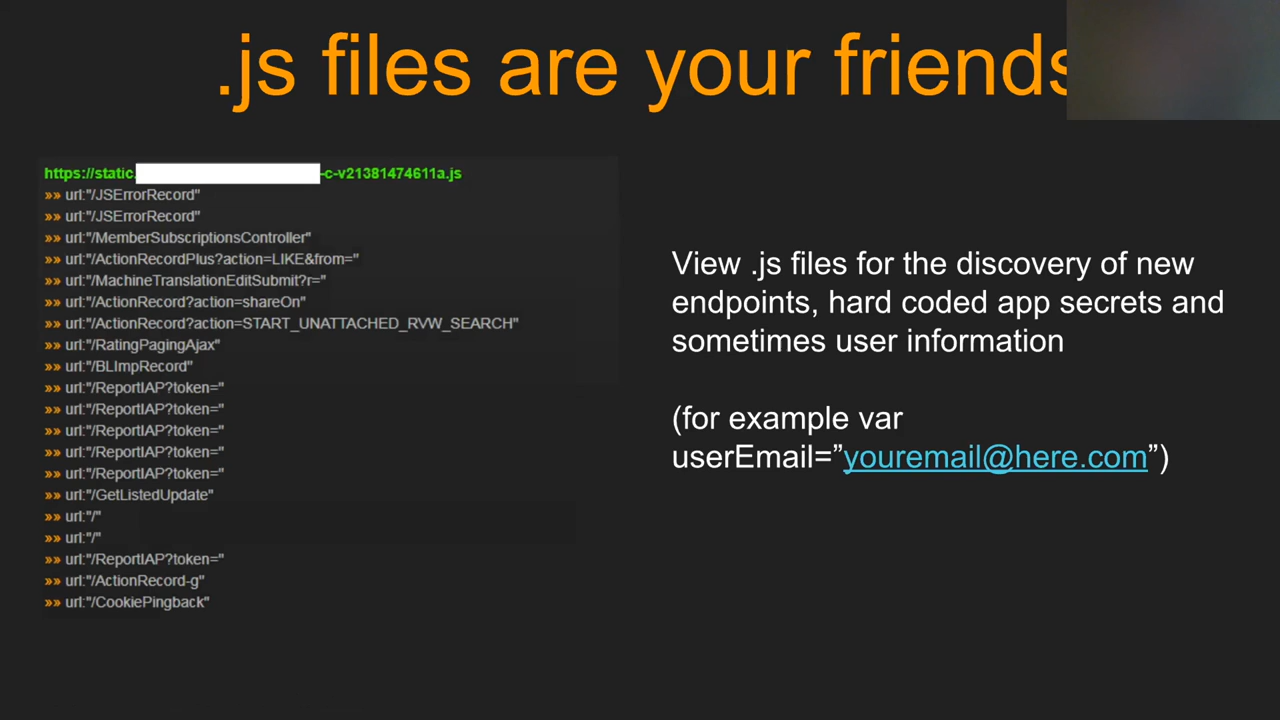 .js files are your friends
https://static. -c-v21381474611a.js
»» url:"/JSErrorRecord"
»» url:"/JSErrorRecord"
»» url:"/MemberSubscriptionsController"
»» url:"/ActionRecordPlus?action=LIKE&from="
»» url:"/MachineTranslationEditSubmit?r="
»» url:"/ActionRecord?action=shareOn"
»» url:"/ActionRecord?action=START_UNATTACHED_RVW_SEARCH"
»» url:"/RatingPagingAjax"
»» url:"/BLImpRecord"
»» url:"/ReportIAP?token="
»» url:"/ReportIAP?token="
»» url:"/ReportIAP?token="
»» url:"/ReportIAP?token="
»» url:"/ReportIAP?token="
»» url:"/GetListedUpdate"
»» url:"/"
»» url:"/"
»» url:"/ReportIAP?token="
»» url:"/ActionRecord-g"
»» url:"/CookiePingback"
View .js files for the discovery of new
endpoints, hard coded app secrets and
sometimes user information
(for example var
userEmail=”youremail@here.com”)